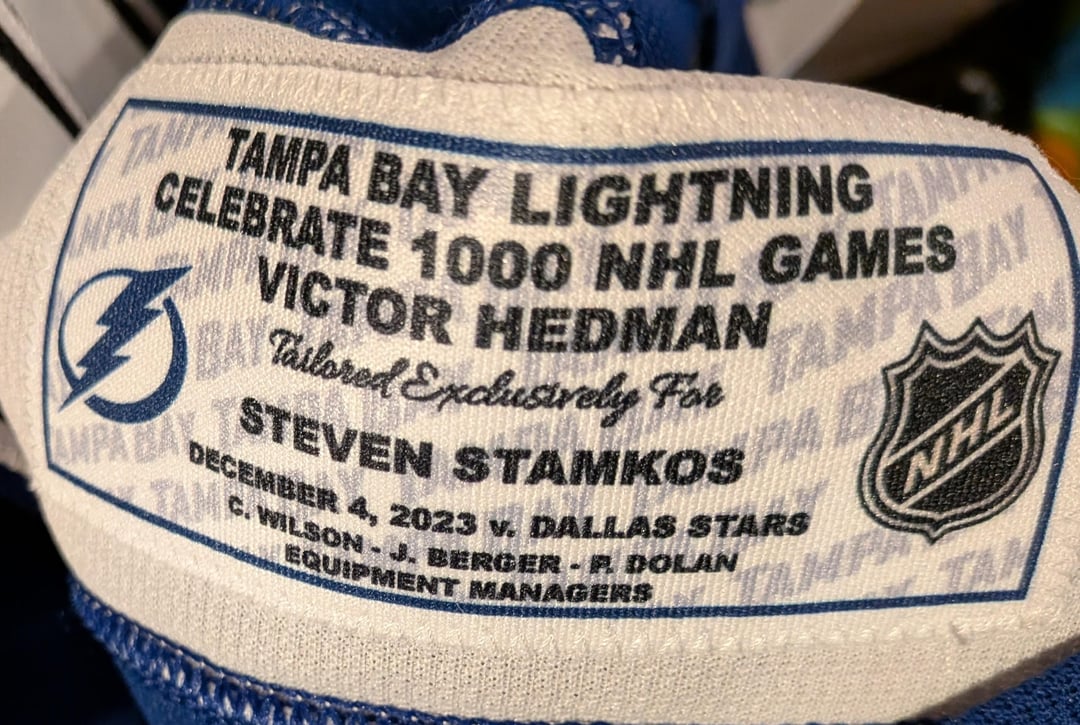 TAMPA BAY LIGHTNING
CELEBRATE 1000 NHL GAMES
VICTOR HEDMAN
Tailored Exclusively For
STEVEN STAMKOS
DECEMBER 4, 2023 v. DALLAS STARS
C. WILSON - J. BERGER - P. DOLAN
EQUIPMENT MANAGERS
NHL